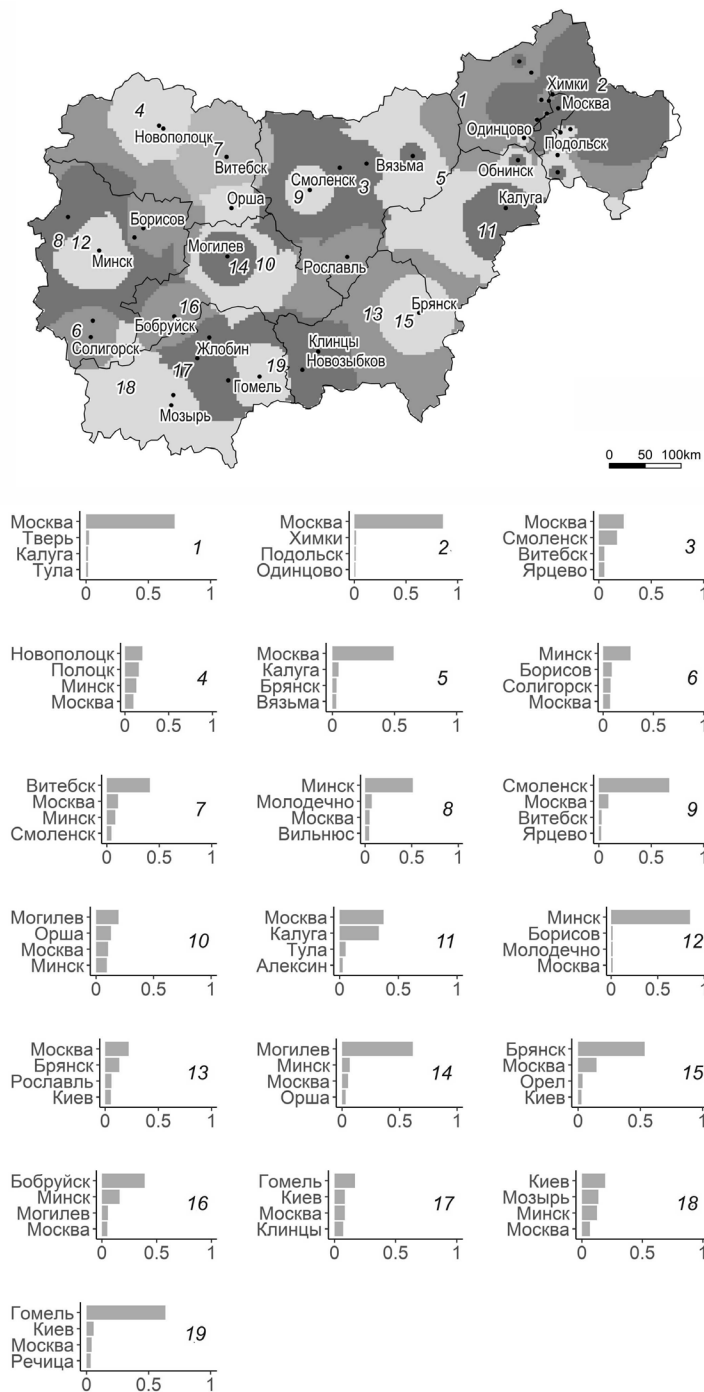 4
Новополоцк
7
Витебск
Орша
Смоленск
9
3
Вязьма
5
1
Химки
2
Москва
Одинцово
Подольск
Обнинск
Калуга
11
8
12
Борисов
Минск
Могилев
14
10
Рославль
13
Брянск
15
16
Бобруйск
6
Солигорск
Жлобин
17
18
Мозырь
19
Гомель
Клинцы
Новозыбков
0 50 100km
Москва
Тверь
Калуга
Тула
1
0 0.5 1
Москва
Химки
Подольск
Одинцово
2
0 0.5 1
Москва
Смоленск
Витебск
Ярцево
3
0 0.5 1
Новополоцк
Полоцк
Минск
Москва
4
0 0.5 1
Москва
Калуга
Брянск
Вязьма
5
0 0.5 1
Минск
Борисов
Солигорск
Москва
6
0 0.5 1
Витебск
Москва
Минск
Смоленск
7
0 0.5 1
Минск
Молодечно
Москва
Вильнюс
8
0 0.5 1
Смоленск
Москва
Витебск
Ярцево
9
0 0.5 1
Могилев
Орша
Москва
Минск
10
0 0.5 1
Москва
Калуга
Тула
Алексин
11
0 0.5 1
Минск
Борисов
Молодечно
Москва
12
0 0.5 1
Москва
Брянск
Рославль
Киев
13
0 0.5 1
Могилев
Минск
Москва
Орша
14
0 0.5 1
Брянск
Москва
Орел
Киев
15
0 0.5 1
Бобруйск
Минск
Могилев
Москва
16
0 0.5 1
Гомель
Киев
Москва
Клинцы
17
0 0.5 1
Киев
Мозырь
Минск
Москва
18
0 0.5 1
Гомель
Киев
Москва
Речица
19
0 0.5 1